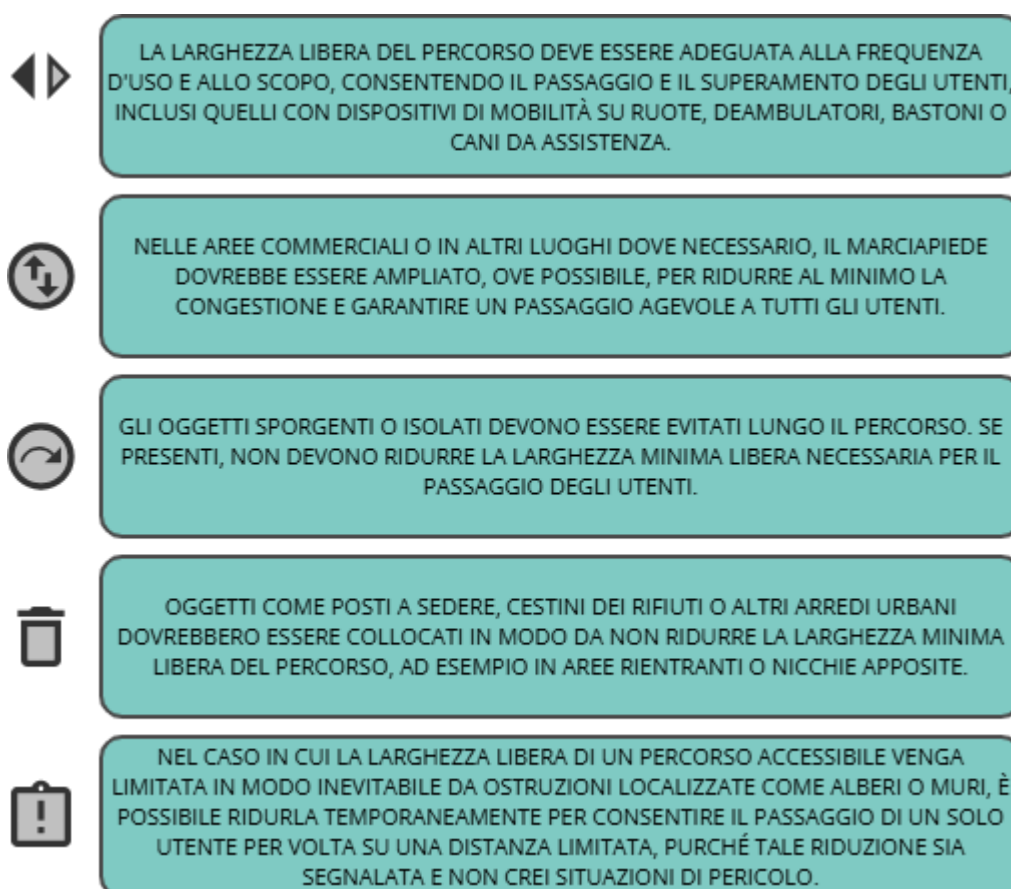 LA LARGHEZZA LIBERA DEL PERCORSO DEVE ESSERE ADEGUATA ALLA FREQUENZA
D'USO E ALLO SCOPO, CONSENTENDO IL PASSAGGIO E IL SUPERAMENTO DEGLI UTENTI,
INCLUSI QUELLI CON DISPOSITIVI DI MOBILITÀ SU RUOTE, DEAMBULATORI, BASTONI O
CANI DA ASSISTENZA.
NELLE AREE COMMERCIALI O IN ALTRI LUOGHI DOVE NECESSARIO, IL MARCIAPIEDE
DOVREBBE ESSERE AMPLIATO, OVE POSSIBILE, PER RIDURRE AL MINIMO LA
CONGESTIONE E GARANTIRE UN PASSAGGIO AGEVOLE A TUTTI GLI UTENTI.
GLI OGGETTI SPORGENTI O ISOLATI DEVONO ESSERE EVITATI LUNGO IL PERCORSO. SE
PRESENTI, NON DEVONO RIDURRE LA LARGHEZZA MINIMA LIBERA NECESSARIA PER IL
PASSAGGIO DEGLI UTENTI.
OGGETTI COME POSTI A SEDERE, CESTINI DEI RIFIUTI O ALTRI ARREDI URBANI
DOVREBBERO ESSERE COLLOCATI IN MODO DA NON RIDURRE LA LARGHEZZA MINIMA
LIBERA DEL PERCORSO, AD ESEMPIO IN AREE RIENTRANTI O NICCHIE APPOSITE.
NEL CASO IN CUI LA LARGHEZZA LIBERA DI UN PERCORSO ACCESSIBILE VENGA
LIMITATA IN MODO INEVITABILE DA OSTRUZIONI LOCALIZZATE COME ALBERI O MURI, È
POSSIBILE RIDURLA TEMPORANEAMENTE PER CONSENTIRE IL PASSAGGIO DI UN SOLO
UTENTE PER VOLTA SU UNA DISTANZA LIMITATA, PURCHÉ TALE RIDUZIONE SIA
SEGNALATA E NON CREI SITUAZIONI DI PERICOLO.